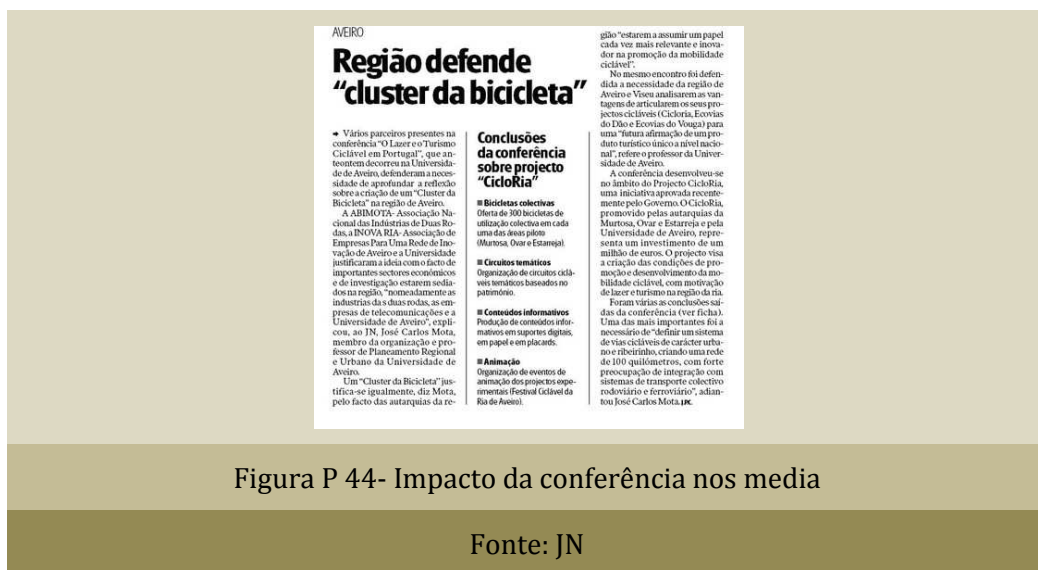 AVEIRO
Região defende
“cluster da bicicleta”
➔ Vários parceiros presentes na
conferência “O Lazer e o Turismo
Ciclável em Portugal”, que an-
teontem decorreu na Universida-
de de Aveiro, defenderam a neces-
sidade de aprofundar a reflexão
sobre a criação de um “Cluster da
Bicicleta” na região de Aveiro.
A ABIMOTA- Associação Na-
cional das Indústrias de Duas Ro-
das, a INOVA RIA- Associação de
Empresas Para Uma Rede de Ino-
vação de Aveiro e a Universidade
justificaram a ideia com o facto de
importantes sectores económicos
e de investigação estarem sedia-
dos na região, “nomeadamente as
industrias da s duas rodas, as em-
presas de telecomunicações e a
Universidade de Aveiro”, expli-
cou, ao JN, José Carlos Mota,
membro da organização e pro-
fessor de Planeamento Regional
e Urbano da Universidade de
Aveiro.
Um “Cluster da Bicicleta” jus-
tifica-se igualmente, diz Mota,
pelo facto das autarquias da re-
Conclusões
da conferência
sobre projecto
“CicloRia”
■ Bicicletas colectivas
Oferta de 300 bicicletas de
utilização colectiva em cada
uma das áreas piloto
(Murtosa, Ovar e Estarreja).
■ Circuitos temáticos
Organização de circuitos ciclá-
veis temáticos baseados no
património.
■ Conteúdos informativos
Produção de conteúdos infor-
mativos em suportes digitais,
em papel e em placards.
■ Animação
Organização de eventos de
animação dos projectos expe-
rimentais (Festival Ciclável da
Ria de Aveiro).
gião “estarem a assumir um papel
cada vez mais relevante e inova-
dor na promoção da mobilidade
ciclável”.
No mesmo encontro foi defen-
dida a necessidade da região de
Aveiro e Viseu analisarem as van-
tagens de articularem os seus pro-
jectos cicláveis (Cicloria, Ecovias
do Dão e Ecovias do Vouga) para
uma “futura afirmação de um pro-
duto turístico único a nível nacio-
nal”, refere o professor da Univer-
sidade de Aveiro.
A conferência desenvolveu-se
no âmbito do Projecto CicloRia,
uma iniciativa aprovada recente-
mente pelo Governo. O CicloRia,
promovido pelas autarquias da
Murtosa, Ovar e Estarreja e pela
Universidade de Aveiro, repre-
senta um investimento de um
milhão de euros. O projecto visa
a criação das condições de pro-
moção e desenvolvimento da mo-
bilidade ciclável, com motivação
de lazer e turismo na região da ria.
Foram várias as conclusões saí-
das da conferência (ver ficha).
Uma das mais importantes foi a
necessário de “definir um sistema
de vias cicláveis de carácter urba-
no e ribeirinho, criando uma rede
de 100 quilómetros, com forte
preocupação de integração com
sistemas de transporte colectivo
rodoviário e ferroviário”, adian-
tou José Carlos Mota. J.P.C.
Figura P 44- Impacto da conferência nos media
Fonte: JN